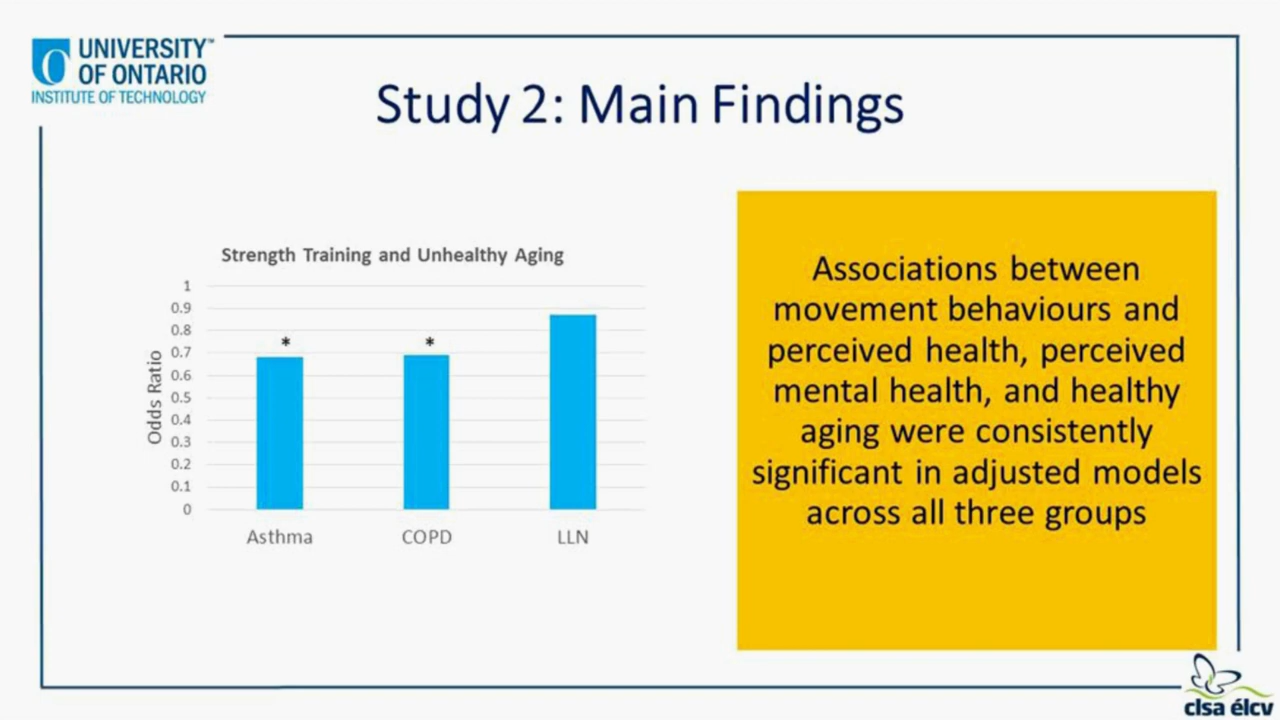 UNIVERSITY™
OF ONTARIO
INSTITUTE OF TECHNOLOGY
Study 2: Main Findings
Strength Training and Unhealthy Aging
1
0.9
0.8
0.7
0.6
0.5
0.4
0.3
0.2
0.1
0
Odds Ratio
* *
Asthma COPD LLN
Associations between
movement behaviours and
perceived health, perceived
mental health, and healthy
aging were consistently
significant in adjusted models
across all three groups
clsa élcv